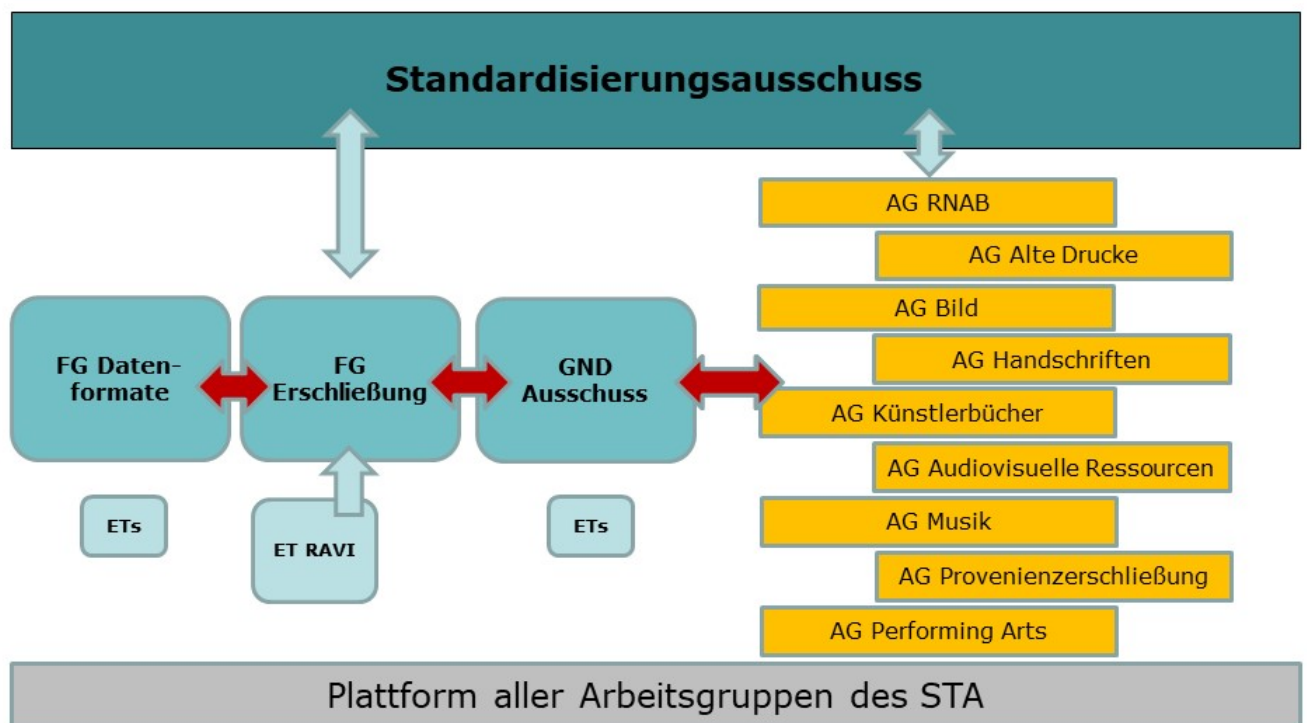 Standardisierungsausschuss
FG Daten-
formate
FG
Erschließung
GND
Ausschuss
ETs
ET RAVI
ETs
AG RNAB
AG Alte Drucke
AG Bild
AG Handschriften
AG Künstlerbücher
AG Audiovisuelle Ressourcen
AG Musik
AG Provenienzerschließung
AG Performing Arts
Plattform aller Arbeitsgruppen des STA